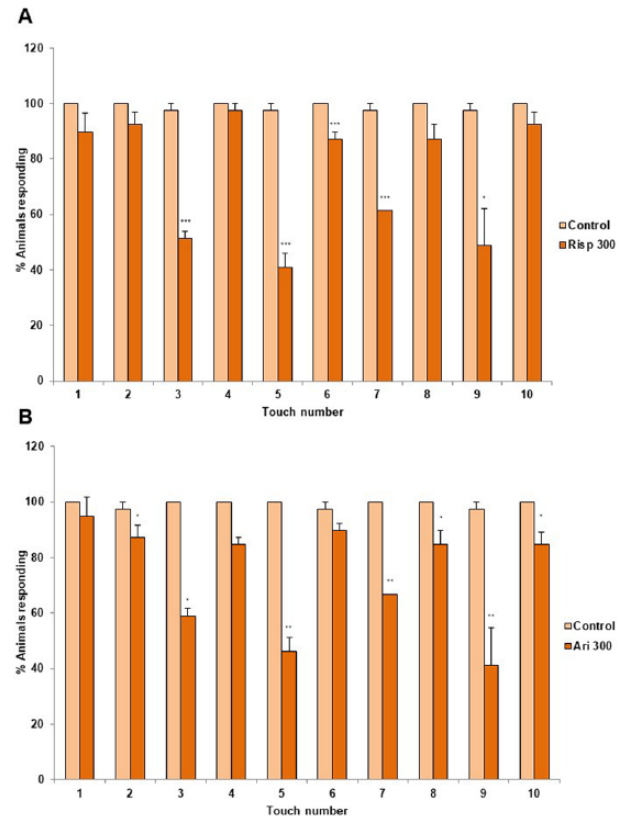 A
120
100
80
60
40
20
0
% Animals responding
***
***
***
***
*
Control
Risp 300
1 2 3 4 5 6 7 8 9 10
Touch number
B
120
100
80
60
40
20
0
% Animals responding
*
*
**
**
*
**
*
Control
Ari 300
1 2 3 4 5 6 7 8 9 10
Touch number